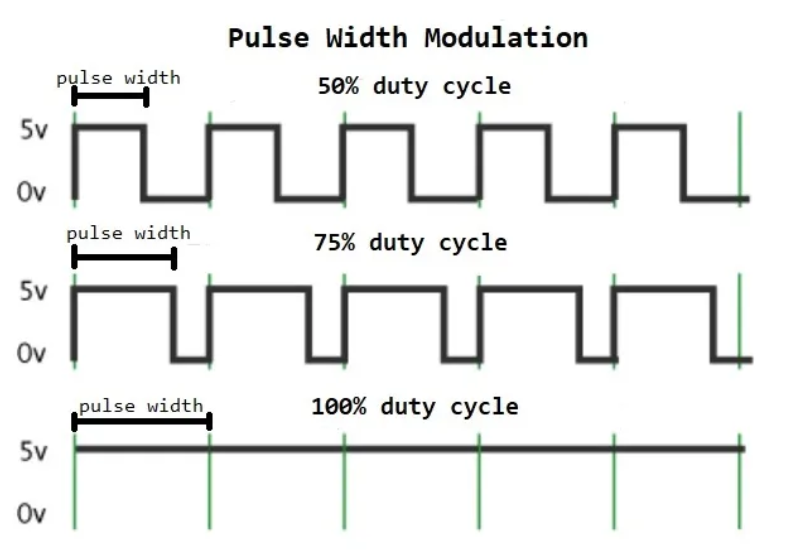 Pulse Width Modulation
pulse width
50% duty cycle
5v
0v
pulse width
75% duty cycle
5v
0v
pulse width
100% duty cycle
5v
0v